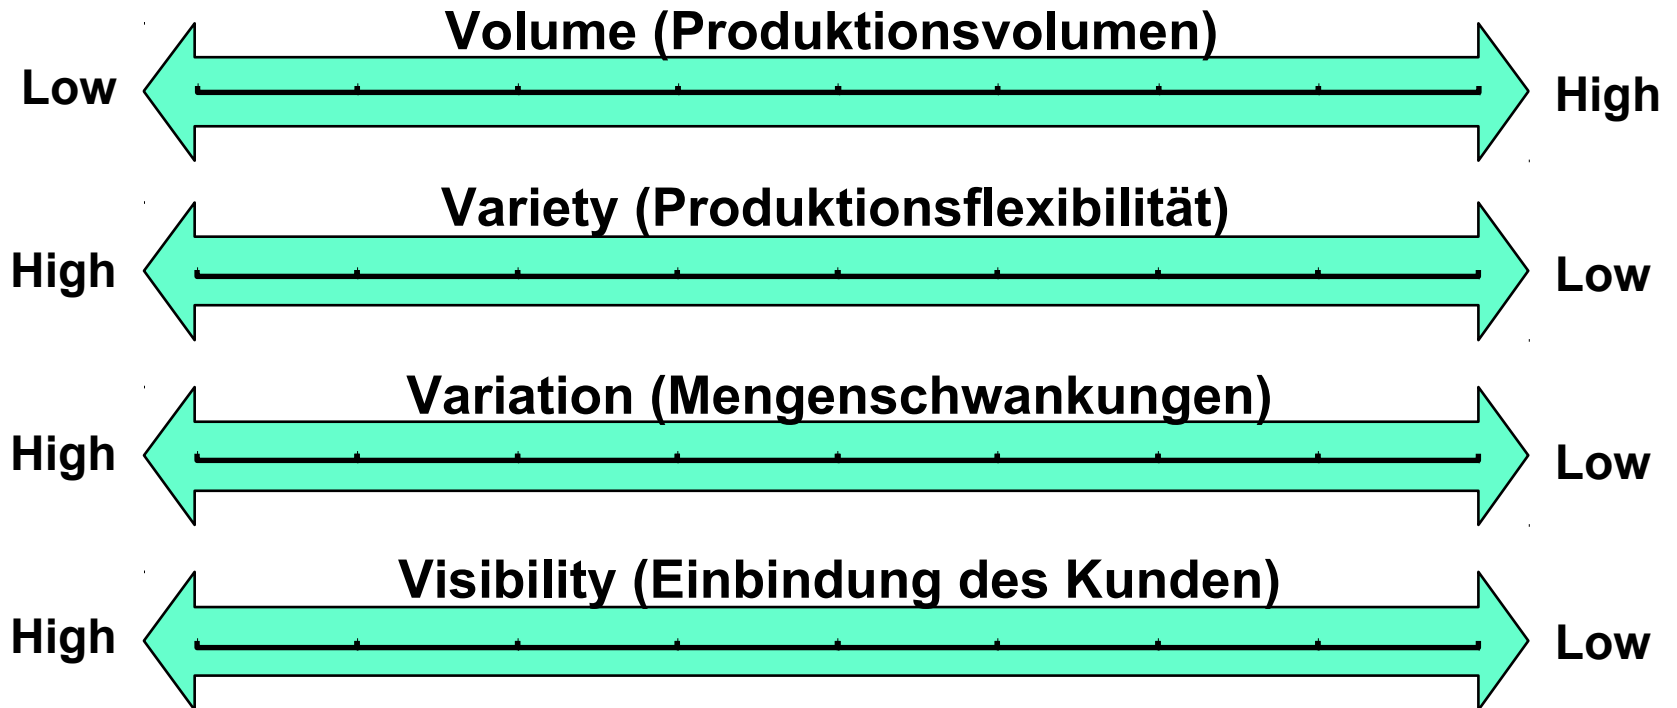 Volume (Produktionsvolumen)
Low High
Variety (Produktionsflexibilität)
High Low
Variation (Mengenschwankungen)
High Low
Visibility (Einbindung des Kunden)
High Low